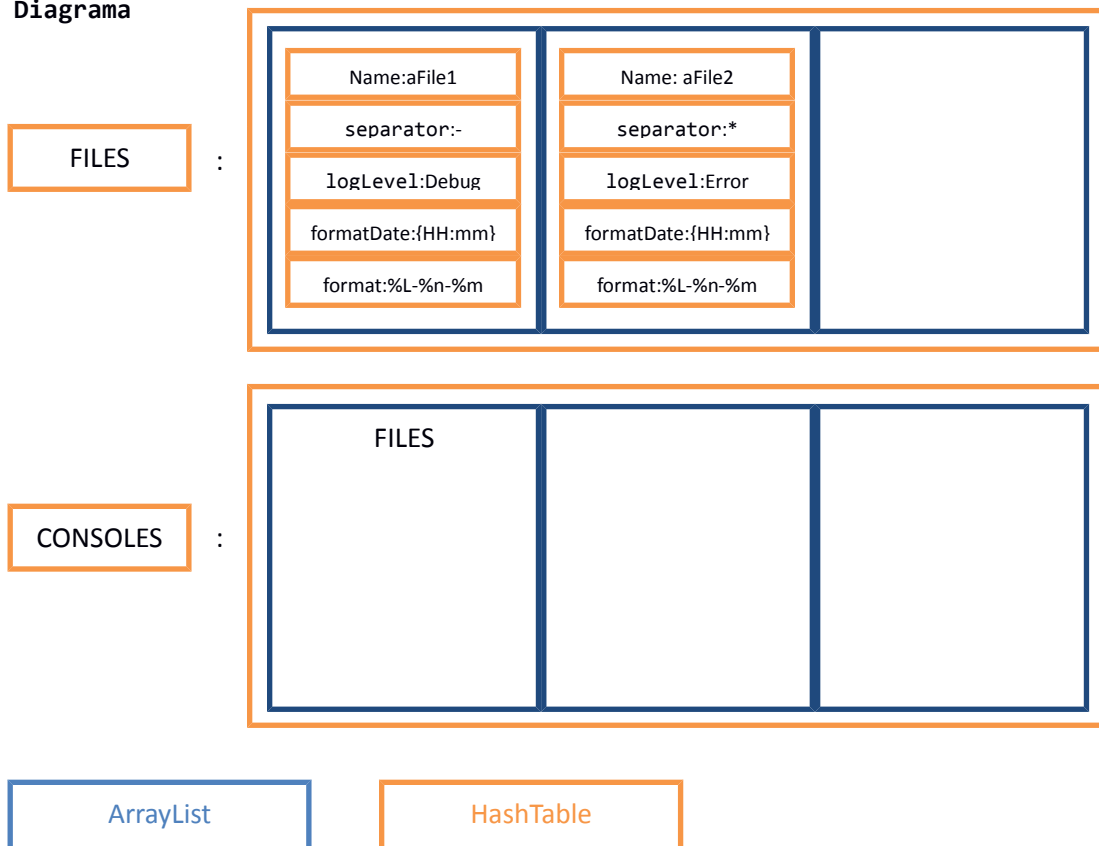 Diagrama
FILES
:
Name:aFile1
separator:-
logLevel:Debug
formatDate:{HH:mm}
format:%L-%n-%m
Name: aFile2
separator:*
logLevel:Error
formatDate:{HH:mm}
format:%L-%n-%m
CONSOLES
:
FILES
ArrayList
HashTable